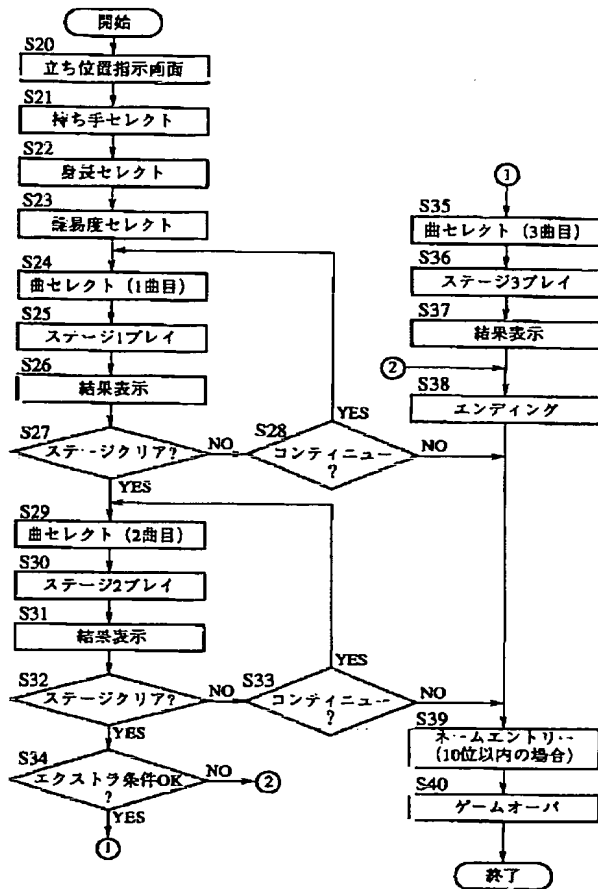 開始
S20
立ち位置指示画面
S21
持ち手セレクト
S22
身長セレクト
S23
難易度セレクト
S24
曲セレクト (1曲目)
S25
ステージ1プレイ
S26
結果表示
S27
ステージクリア?
NO
YES
S28
コンティニュー
?
YES
NO
S29
曲セレクト (2曲目)
S30
ステージ2プレイ
S31
結果表示
S32
ステージクリア?
NO
YES
S33
コンティニュー
?
YES
NO
S34
エクストラ条件OK
?
NO
②
YES
①
①
S35
曲セレクト (3曲目)
S36
ステージ3プレイ
S37
結果表示
②
S38
エンディング
S39
ネームエントリー
(10位以内の場合)
S40
ゲームオーバ
終了